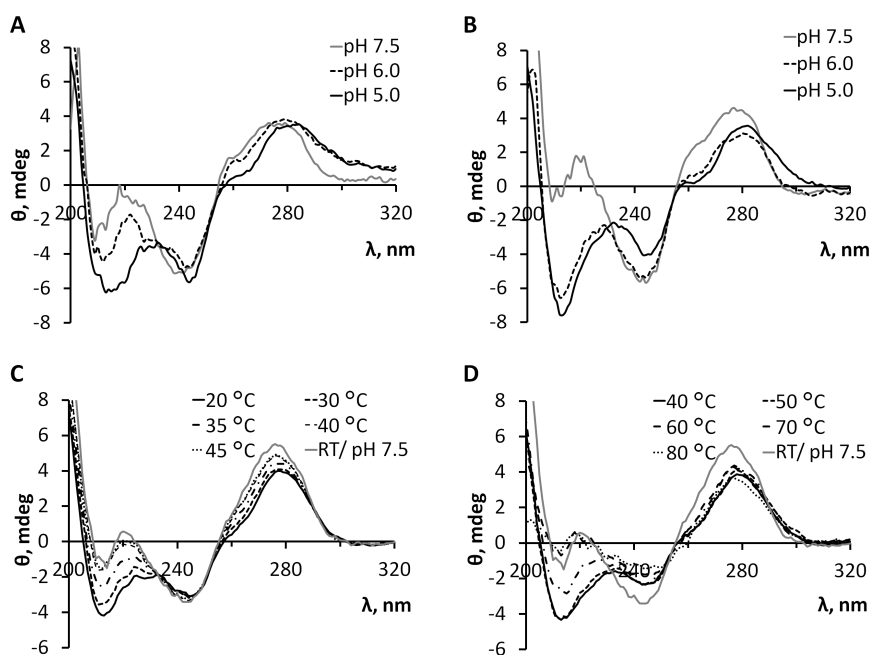 A
pH 7.5
pH 6.0
pH 5.0
8
6
4
2
0
-2
-4
-6
-8
200
240
280
320
θ, mdeg
λ, nm
B
pH 7.5
pH 6.0
pH 5.0
8
6
4
2
0
-2
-4
-6
-8
200
240
280
320
θ, mdeg
λ, nm
C
20 °C
30 °C
35 °C
40 °C
45 °C
RT/ pH 7.5
8
6
4
2
0
-2
-4
-6
200
240
280
320
θ, mdeg
λ, nm
D
40 °C
50 °C
60 °C
70 °C
80 °C
RT/ pH 7.5
8
6
4
2
0
-2
-4
-6
200
240
280
320
θ, mdeg
λ, nm